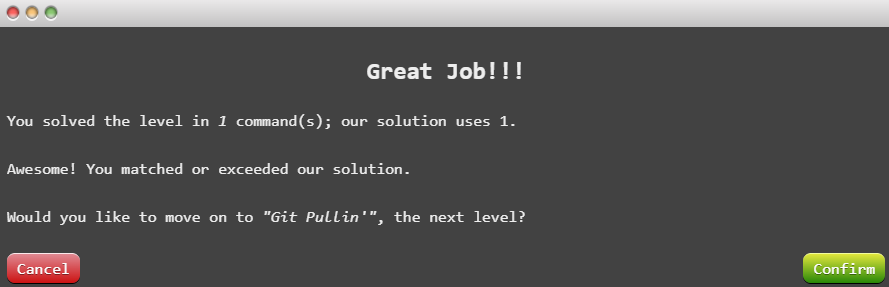 Great Job!!!
You solved the level in 1 command(s); our solution uses 1.
Awesome! You matched or exceeded our solution.
Would you like to move on to "Git Pullin'", the next level?
Cancel
Confirm